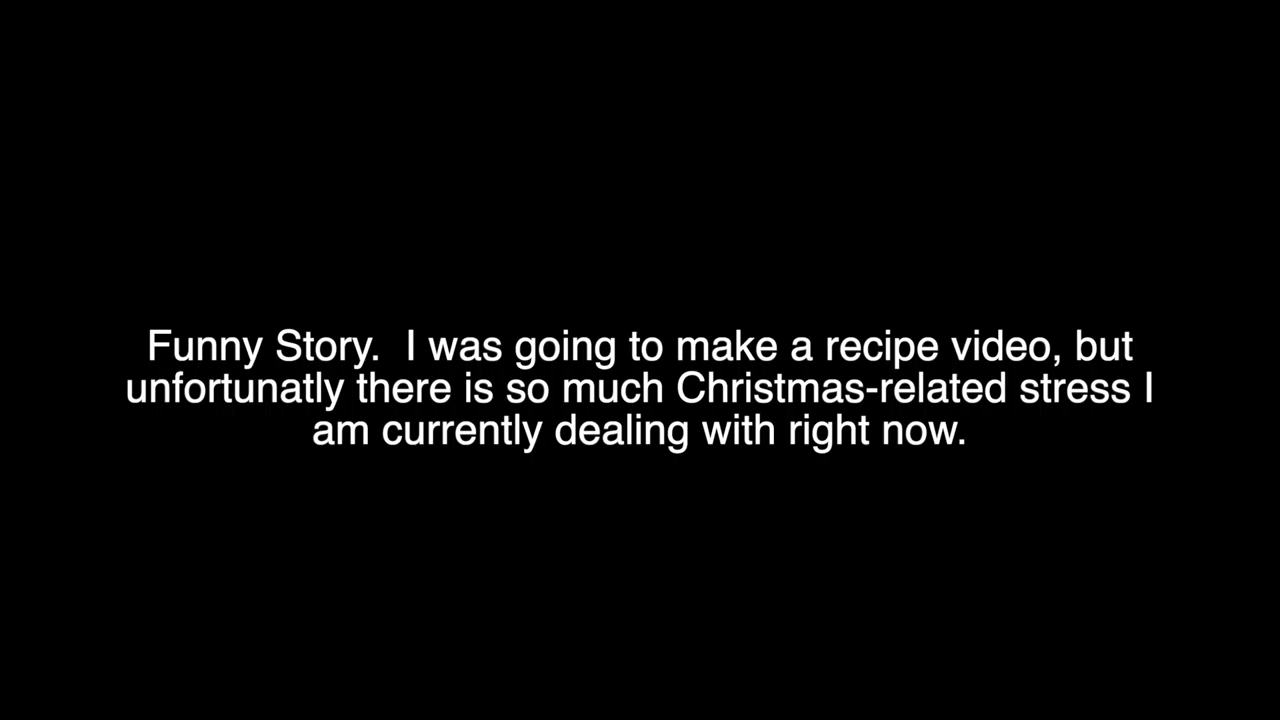 Funny Story.  I was going to make a recipe video, but
unfortunatly there is so much Christmas-related stress I
am currently dealing with right now.